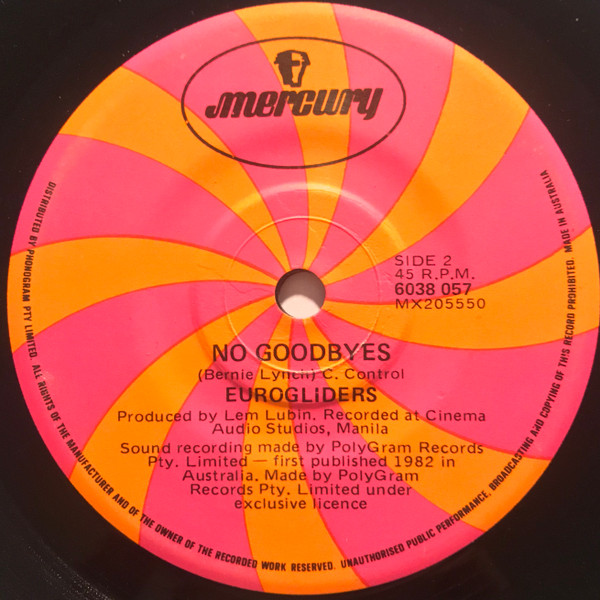 mercury
SIDE 2
45 R.P.M.
6038 057
MX205550
NO GOODBYES
(Bernie Lynch) C. Control
EUROGLiDERS
Produced by Lem Lubin. Recorded at Cinema
Audio Studios, Manila
Sound recording made by PolyGram Records
Pty. Limited — first published 1982 in
Australia. Made by PolyGram
Records Pty. Limited under
exclusive licence
DISTRIBUTED BY PHONOGRAM PTY LIMITED. ALL RIGHTS OF THE MANUFACTURER AND OF THE OWNER OF THE RECORDED WORK RESERVED. UNAUTHORISED PUBLIC PERFORMANCE, BROADCASTING AND COPYING OF THIS RECORD PROHIBITED. MADE IN AUSTRALIA